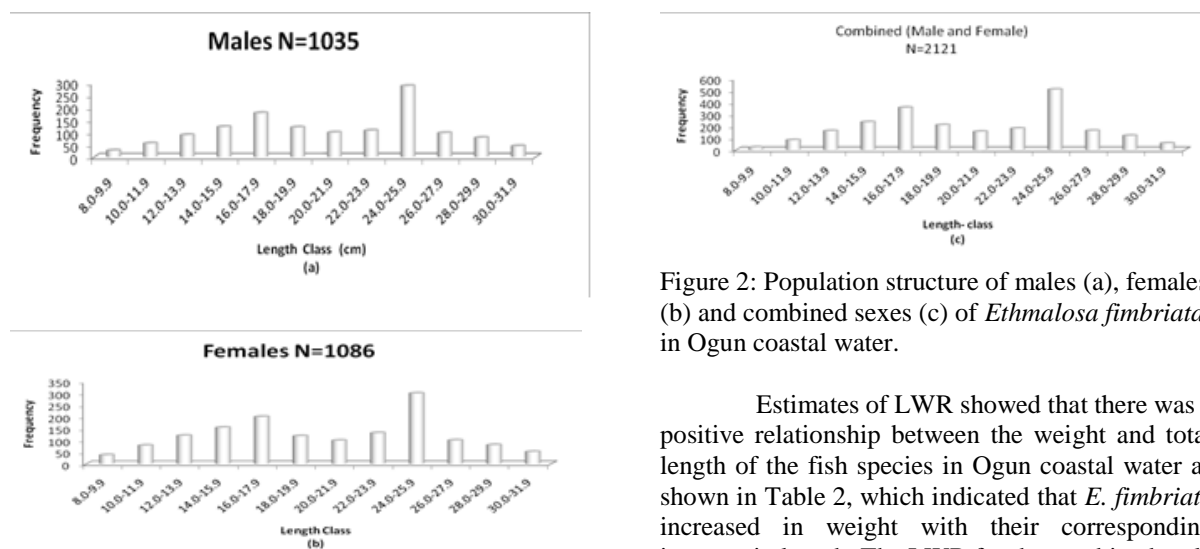 Males N=1035
Frequency
300
250
200
150
100
50
0
8.0-9.9
10.0-11.9
12.0-13.9
14.0-15.9
16.0-17.9
18.0-19.9
20.0-21.9
22.0-23.9
24.0-25.9
26.0-27.9
28.0-29.9
30.0-31.9
Length Class (cm)
(a)
Females N=1086
Frequency
350
300
250
200
150
100
50
0
8.0-9.9
10.0-11.9
12.0-13.9
14.0-15.9
16.0-17.9
18.0-19.9
20.0-21.9
22.0-23.9
24.0-25.9
26.0-27.9
28.0-29.9
30.0-31.9
Length Class
(b)
Combined (Male and Female)
N=2121
Frequency
600
500
400
300
200
100
0
8.0-9.9
10.0-11.9
12.0-13.9
14.0-15.9
16.0-17.9
18.0-19.9
20.0-21.9
22.0-23.9
24.0-25.9
26.0-27.9
28.0-29.9
30.0-31.9
Length- class
(c)
Figure 2: Population structure of males (a), females
(b) and combined sexes (c) of Ethmalosa fimbriata
in Ogun coastal water.
Estimates of LWR showed that there was
positive relationship between the weight and tota
length of the fish species in Ogun coastal water a
shown in Table 2, which indicated that E. fimbriat
increased in weight with their correspondin